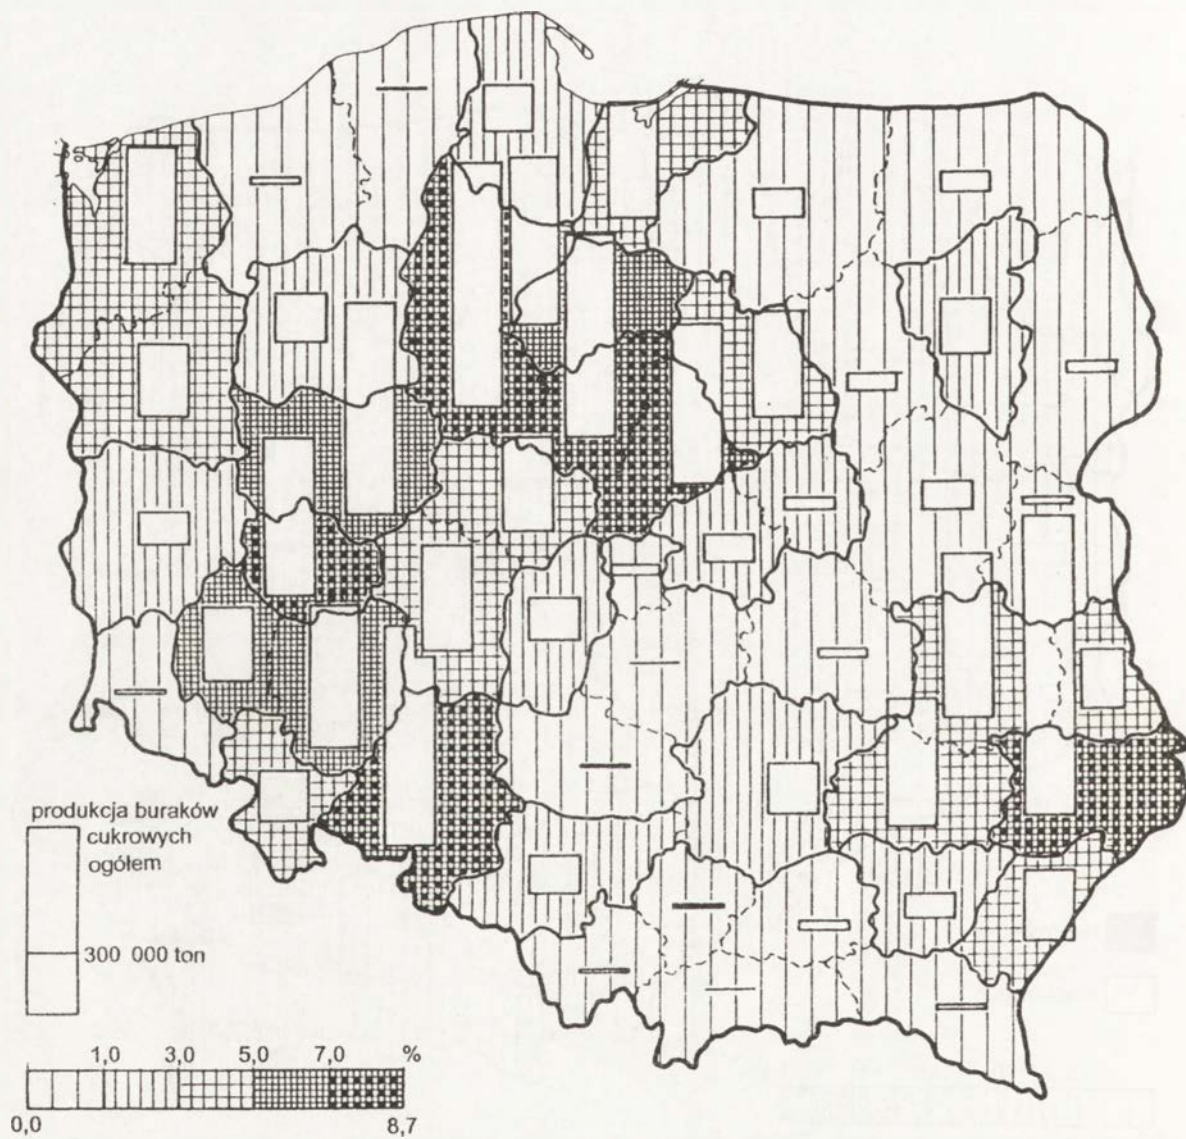 produkcja buraków
cukrowych
ogółem
300 000 ton
1,0 3,0 5,0 7,0 %
0,0 8,7